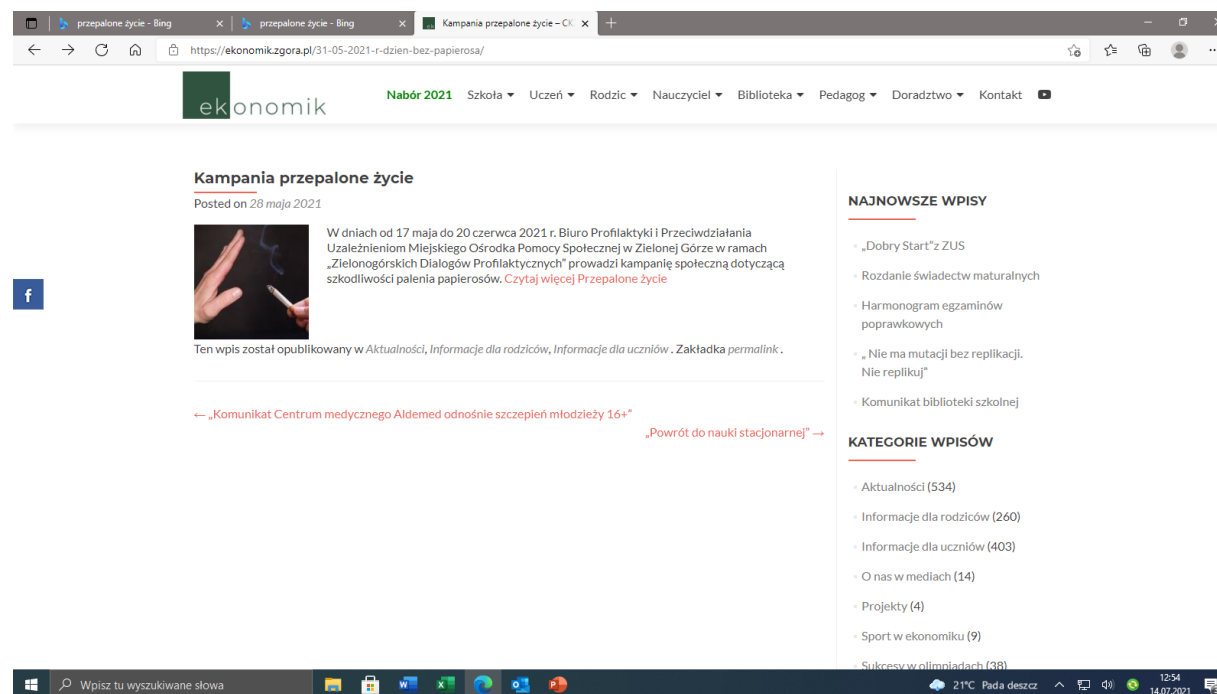 przepalone życie - Bing
przepalone życie - Bing
Kampania przepalone życie – CK
https://ekonomik.zgora.pl/31-05-2021-r-dzien-bez-papierosa/
ekonomik
Nabór 2021 Szkoła Uczeń Rodzic Nauczyciel Biblioteka Pedagog Doradztwo Kontakt
Kampania przepalone życie
Posted on 28 maja 2021
W dniach od 17 maja do 20 czerwca 2021 r. Biuro Profilaktyki i Przeciwdziałania
Uzależnieniom Miejskiego Ośrodka Pomocy Społecznej w Zielonej Górze w ramach
„Zielonogórskich Dialogów Profilaktycznych” prowadzi kampanię społeczną dotyczącą
szkodliwości palenia papierosów. Czytaj więcej Przepalone życie
Ten wpis został opublikowany w Aktualności, Informacje dla rodziców, Informacje dla uczniów . Zakładka permalink .
← „Komunikat Centrum medycznego Aldemed odnośnie szczepień młodzieży 16+”
„Powrót do nauki stacjonarnej” →
NAJNOWSZE WPISY
„Dobry Start”z ZUS
Rozdanie świadectw maturalnych
Harmonogram egzaminów
poprawkowych
„ Nie ma mutacji bez replikacji.
Nie replikuj”
Komunikat biblioteki szkolnej
KATEGORIE WPISÓW
Aktualności (534)
Informacje dla rodziców (260)
Informacje dla uczniów (403)
O nas w mediach (14)
Projekty (4)
Sport w ekonomiku (9)
Sukcesy w olimpiadach (38)
f
Wpisz tu wyszukiwane słowa
21°C Pada deszcz
12:54
14.07.2021